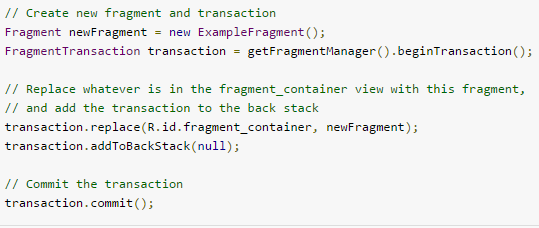 // Create new fragment and transaction
Fragment newFragment = new ExampleFragment();
FragmentTransaction transaction = getFragmentManager().beginTransaction();
// Replace whatever is in the fragment_container view with this fragment,
// and add the transaction to the back stack
transaction.replace(R.id.fragment_container, newFragment);
transaction.addToBackStack(null);
// Commit the transaction
transaction.commit();